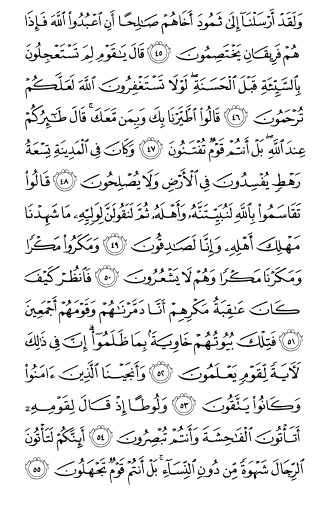 وَلَقَدْ أَرْسَلْنَآ إِلَىٰ ثَمُودَ أَخَاهُمْ صَـٰلِحًا أَنِ ٱعْبُدُوا۟ ٱللَّهَ فَإِذَا
هُمْ فَرِيقَانِ يَخْتَصِمُونَ ٤٥ قَالَ يَـٰقَوْمِ لِمَ تَسْتَعْجِلُونَ
بِٱلسَّيِّئَةِ قَبْلَ ٱلْحَسَنَةِ ۖ لَوْلَا تَسْتَغْفِرُونَ ٱللَّهَ لَعَلَّكُمْ
تُرْحَمُونَ ٤٦ قَالُوا۟ ٱطَّيَّرْنَا بِكَ وَبِمَن مَّعَكَ ۚ قَالَ طَـٰٓئِرُكُمْ
عِندَ ٱللَّهِ ۖ بَلْ أَنتُمْ قَوْمٌ تُفْتَنُونَ ٤٧ وَكَانَ فِى ٱلْمَدِينَةِ تِسْعَةُ
رَهْطٍ يُفْسِدُونَ فِى ٱلْأَرْضِ وَلَا يُصْلِحُونَ ٤٨ قَالُوا۟
تَقَاسَمُوا۟ بِٱللَّهِ لَنُبَيِّتَنَّهُۥ وَأَهْلَهُۥ ثُمَّ لَنَقُولَنَّ لِوَلِيِّهِۦ مَا شَهِدْنَا
مَهْلِكَ أَهْلِهِۦ وَإِنَّا لَصَـٰدِقُونَ ٤٩ وَمَكَرُوا۟ مَكْرًا
وَمَكَرْنَا مَكْرًا وَهُمْ لَا يَشْعُرُونَ ٥٠ فَٱنظُرْ كَيْفَ
كَانَ عَـٰقِبَةُ مَكْرِهِمْ أَنَّا دَمَّرْنَـٰهُمْ وَقَوْمَهُمْ أَجْمَعِينَ
٥١ فَتِلْكَ بُيُوتُهُمْ خَاوِيَةًۢ بِمَا ظَلَمُوٓا۟ ۗ إِنَّ فِى ذَٰلِكَ
لَـَٔايَةً لِّقَوْمٍ يَعْلَمُونَ ٥٢ وَأَنجَيْنَا ٱلَّذِينَ ءَامَنُوا۟
وَكَانُوا۟ يَتَّقُونَ ٥٣ وَلُوطًا إِذْ قَالَ لِقَوْمِهِۦٓ
أَتَأْتُونَ ٱلْفَـٰحِشَةَ وَأَنتُمْ تُبْصِرُونَ ٥٤ أَئِنَّكُمْ لَتَأْتُونَ
ٱلرِّجَالَ شَهْوَةً مِّن دُونِ ٱلنِّسَآءِ ۚ بَلْ أَنتُمْ قَوْمٌ تَجْهَلُونَ ٥٥